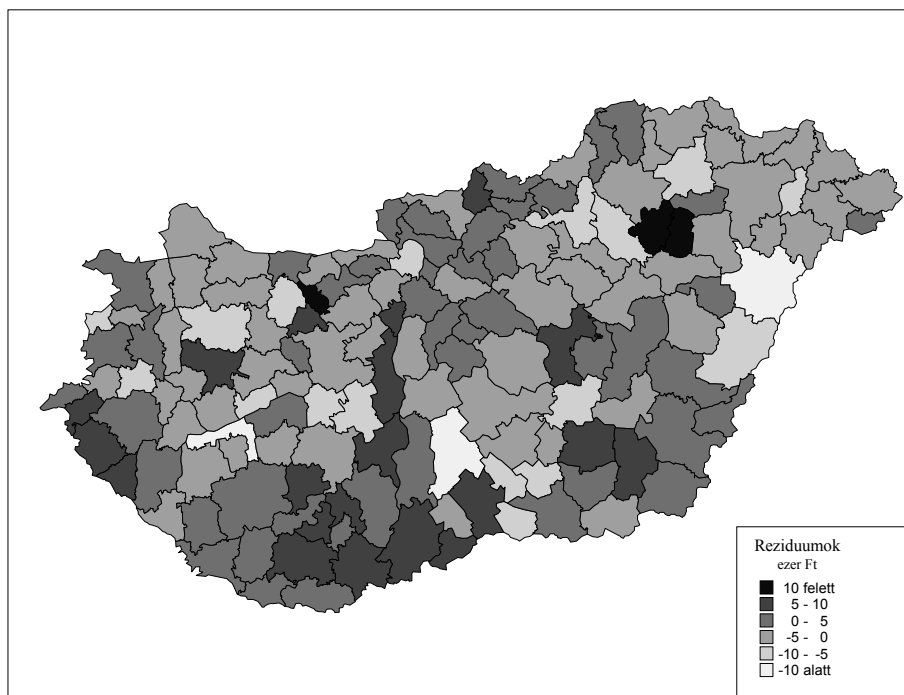 Reziduumok
ezer Ft
10 felett
5 - 10
0 - 5
-5 - 0
-10 - -5
-10 alatt